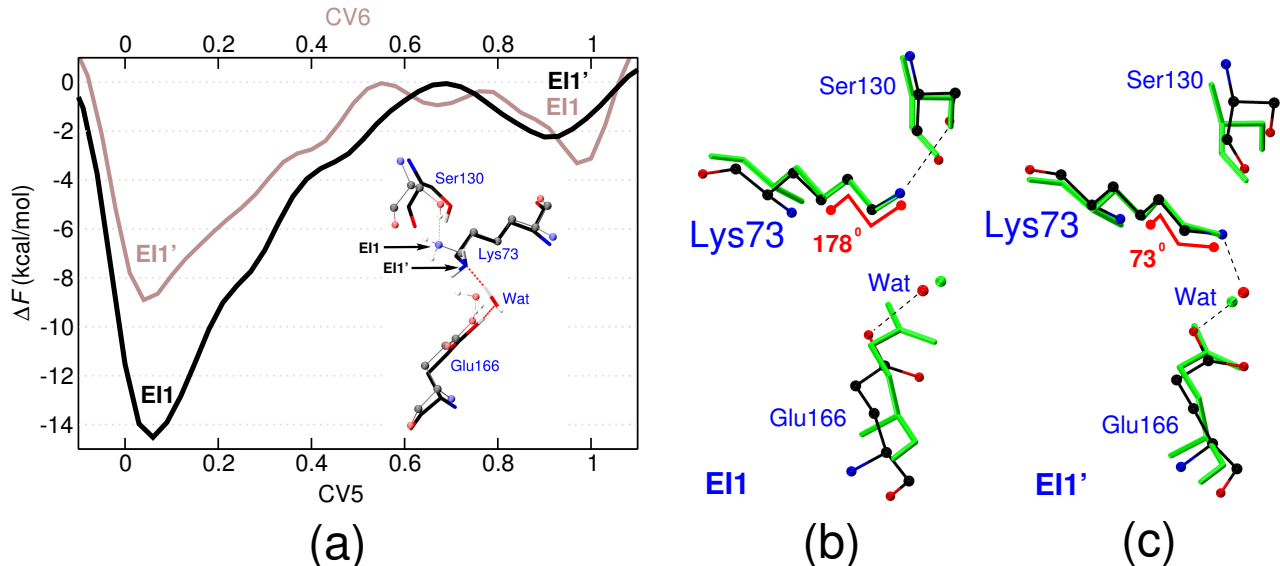 CV6
0 0.2 0.4 0.6 0.8 1
0
-2
-4
-6
-8
-10
-12
-14
ΔF (kcal/mol)
EI1’
EI1
EI1’
EI1
Ser130
EI1
Lys73
EI1’
Wat
Glu166
0 0.2 0.4 0.6 0.8 1
CV5
(a)
Ser130
Lys73
178⁰
Wat
Glu166
EI1
(b)
Ser130
Lys73
73⁰
Wat
Glu166
EI1’
(c)